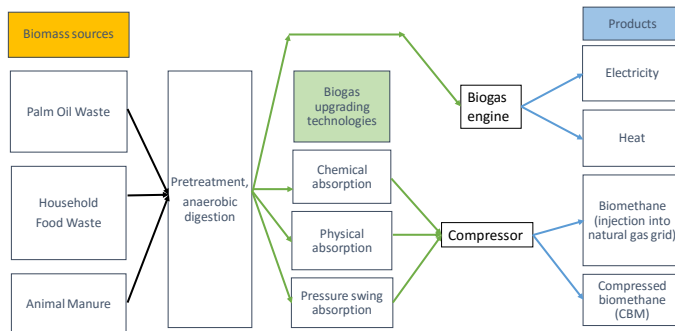 Biomass sources
Palm Oil Waste
Household
Food Waste
Animal Manure
Pretreatment,
anaerobic
digestion
Biogas
upgrading
technologies
Chemical
absorption
Physical
absorption
Pressure swing
absorption
Biogas
engine
Compressor
Products
Electricity
Heat
Biomethane
(injection into
natural gas grid)
Compressed
biomethane
(CBM)